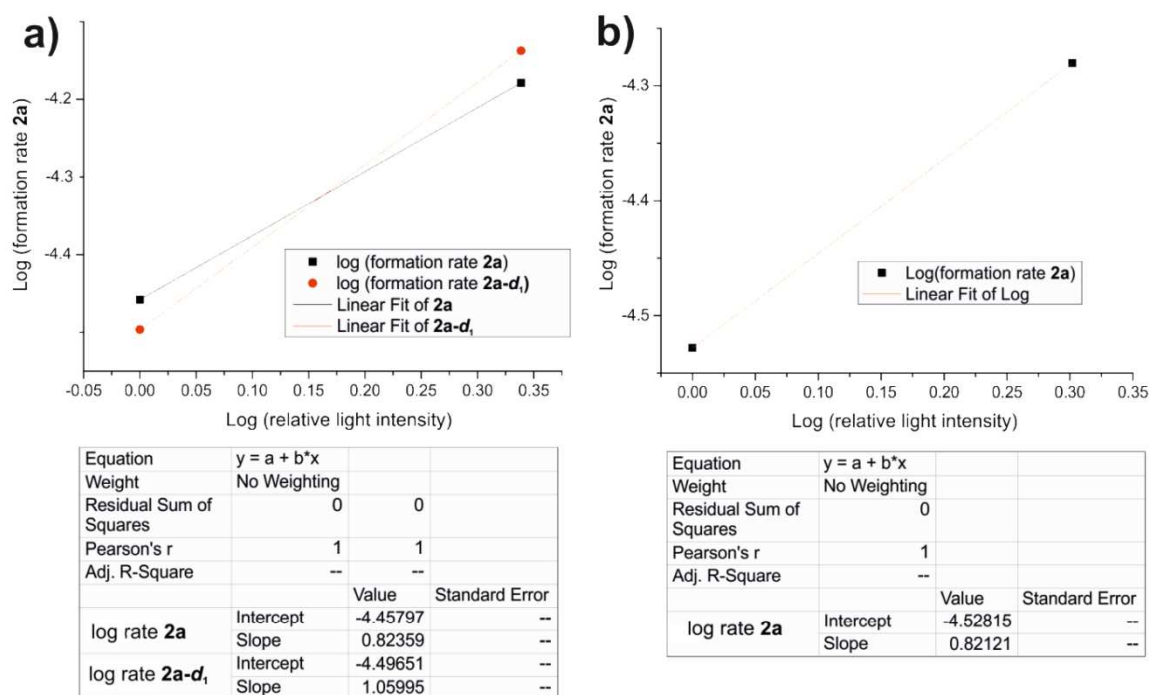 a)
Log (formation rate 2a)
-4.2
-4.3
-4.4
log (formation rate 2a)
log (formation rate 2a-d₁)
Linear Fit of 2a
Linear Fit of 2a-d₁
-0.05 0.00 0.05 0.10 0.15 0.20 0.25 0.30 0.35
Log (relative light intensity)
Equation y = a + b*x
Weight No Weighting
Residual Sum of 0 0
Squares
Pearson's r 1 1
Adj. R-Square -- --
Value Standard Error
log rate 2a Intercept -4.45797 --
Slope 0.82359 --
log rate 2a-d₁ Intercept -4.49651 --
Slope 1.05995 --
b)
Log (formation rate 2a)
-4.3
-4.4
-4.5
Log(formation rate 2a)
Linear Fit of Log
0.00 0.05 0.10 0.15 0.20 0.25 0.30 0.35
Log (relative light intensity)
Equation y = a + b*x
Weight No Weighting
Residual Sum of 0
Squares
Pearson's r 1
Adj. R-Square --
Value Standard Error
log rate 2a Intercept -4.52815 --
Slope 0.82121 --